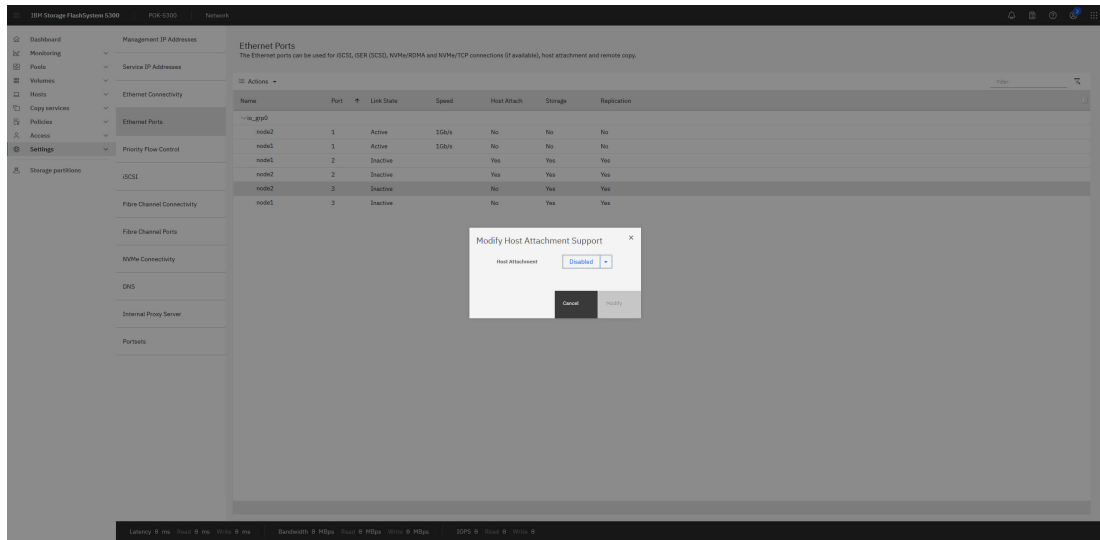 IBM Storage FlashSystem 5300 POK-5300 Network
Dashboard
Monitoring
Pools
Volumes
Hosts
Copy services
Policies
Access
Settings
Storage partitions
Management IP Addresses
Service IP Addresses
Ethernet Connectivity
Ethernet Ports
Priority Flow Control
iSCSI
Fibre Channel Connectivity
Fibre Channel Ports
NVMe Connectivity
DNS
Internal Proxy Server
Portsets
Ethernet Ports
The Ethernet ports can be used for iSCSI, iSER (SCSI), NVMe/RDMA and NVMe/TCP connections (if available), host attachment and remote copy.
Actions Filter
Name Port Link State Speed Host Attach Storage Replication
io_grp0
node2 1 Active 1Gb/s No No No
node1 1 Active 1Gb/s No No No
node1 2 Inactive Yes Yes Yes
node2 2 Inactive Yes Yes Yes
node2 3 Inactive No Yes Yes
node1 3 Inactive No Yes Yes
Modify Host Attachment Support
Host Attachment Disabled
Cancel Modify
Latency 0 ms Read 0 ms Write 0 ms Bandwidth 0 MBps Read 0 MBps Write 0 MBps IOPS 0 Read 0 Write 0